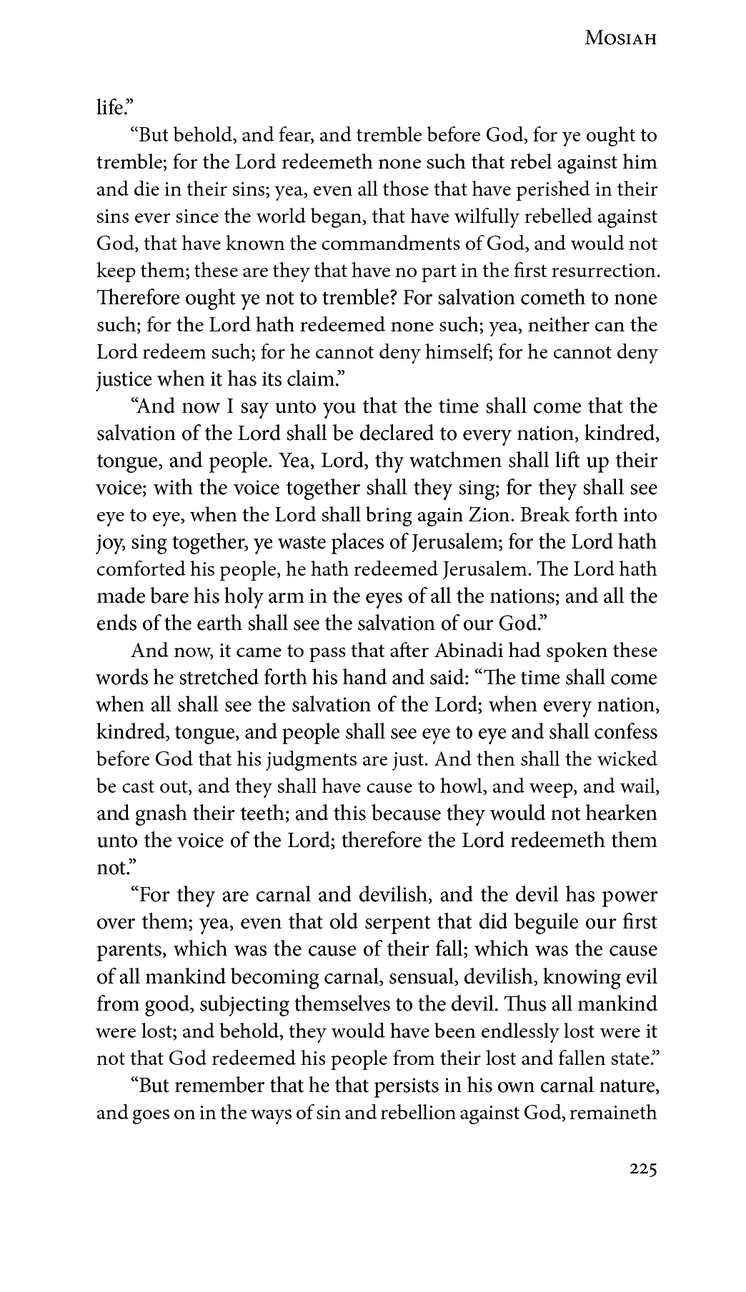 Mosiah
life.”
“But behold, and fear, and tremble before God, for ye ought to
tremble; for the Lord redeemeth none such that rebel against him
and die in their sins; yea, even all those that have perished in their
sins ever since the world began, that have wilfully rebelled against
God, that have known the commandments of God, and would not
keep them; these are they that have no part in the first resurrection.
Therefore ought ye not to tremble? For salvation cometh to none
such; for the Lord hath redeemed none such; yea, neither can the
Lord redeem such; for he cannot deny himself; for he cannot deny
justice when it has its claim.”
“And now I say unto you that the time shall come that the
salvation of the Lord shall be declared to every nation, kindred,
tongue, and people. Yea, Lord, thy watchmen shall lift up their
voice; with the voice together shall they sing; for they shall see
eye to eye, when the Lord shall bring again Zion. Break forth into
joy, sing together, ye waste places of Jerusalem; for the Lord hath
comforted his people, he hath redeemed Jerusalem. The Lord hath
made bare his holy arm in the eyes of all the nations; and all the
ends of the earth shall see the salvation of our God.”
And now, it came to pass that after Abinadi had spoken these
words he stretched forth his hand and said: “The time shall come
when all shall see the salvation of the Lord; when every nation,
kindred, tongue, and people shall see eye to eye and shall confess
before God that his judgments are just. And then shall the wicked
be cast out, and they shall have cause to howl, and weep, and wail,
and gnash their teeth; and this because they would not hearken
unto the voice of the Lord; therefore the Lord redeemeth them
not.”
“For they are carnal and devilish, and the devil has power
over them; yea, even that old serpent that did beguile our first
parents, which was the cause of their fall; which was the cause
of all mankind becoming carnal, sensual, devilish, knowing evil
from good, subjecting themselves to the devil. Thus all mankind
were lost; and behold, they would have been endlessly lost were it
not that God redeemed his people from their lost and fallen state.”
“But remember that he that persists in his own carnal nature,
and goes on in the ways of sin and rebellion against God, remaineth
225